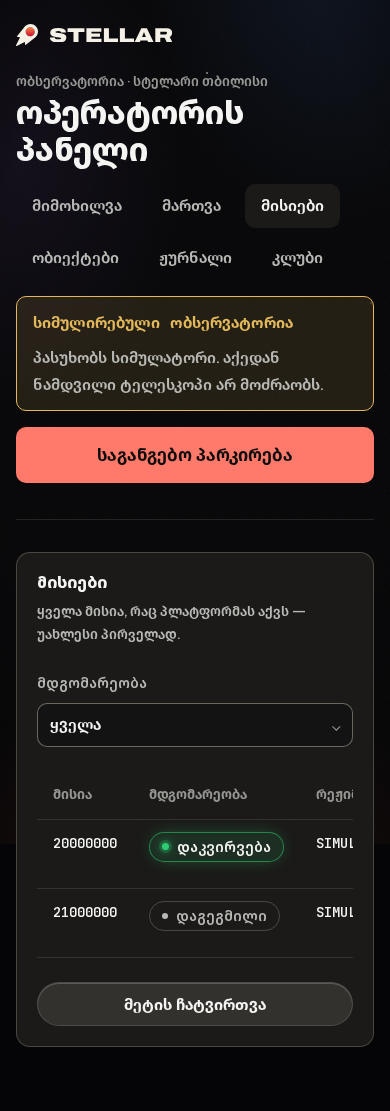 STELLAR
ობსერვატორია · სტელარი თბილისი
ოპერატორის
პანელი
მიმოხილვა მართვა მისიები
ობიექტები ჟურნალი კლუბი
სიმულირებული ობსერვატორია
პასუხობს სიმულატორი. აქედან
ნამდვილი ტელესკოპი არ მოძრაობს.
საგანგებო პარკირება
მისიები
ყველა მისია, რაც პლატფორმას აქვს —
უახლესი პირველად.
მდგომარეობა
ყველა
მისია მდგომარეობა
20000000 დაკვირვება
21000000 დაგეგმილი
მეტის ჩატვირთვა